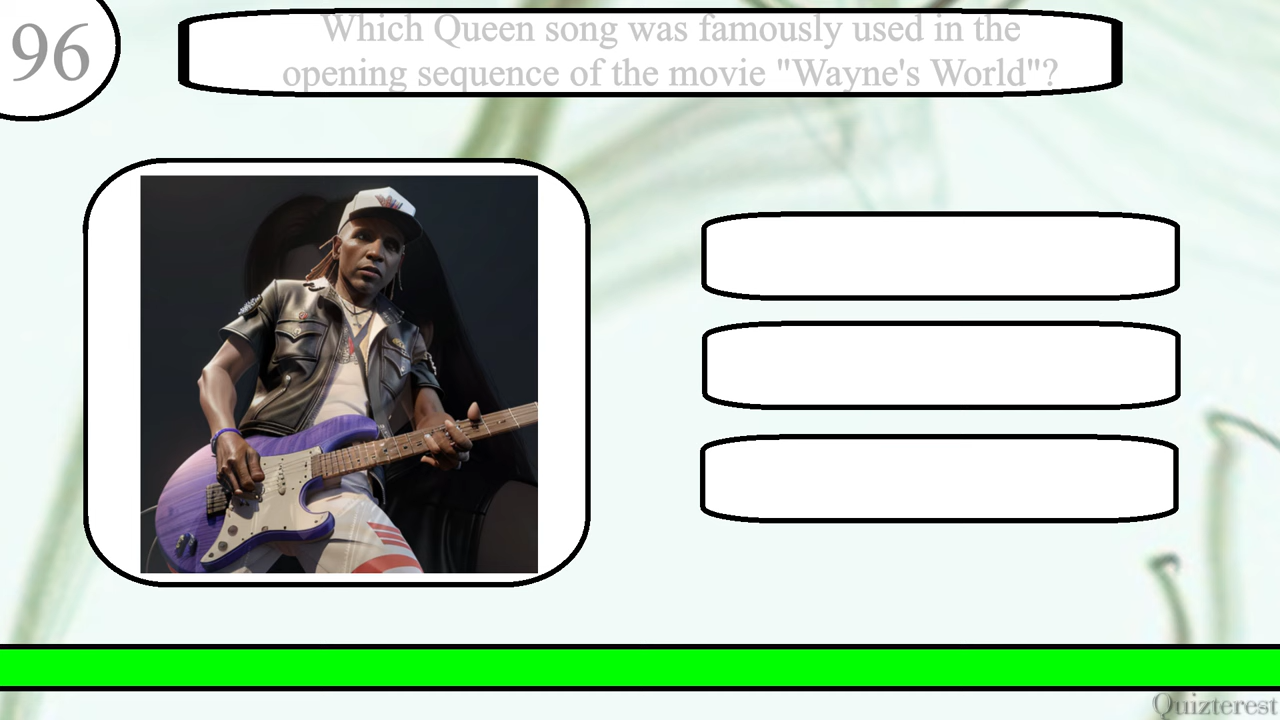 96
Which Queen song was famously used in the
opening sequence of the movie "Wayne's World"?
Quizterest